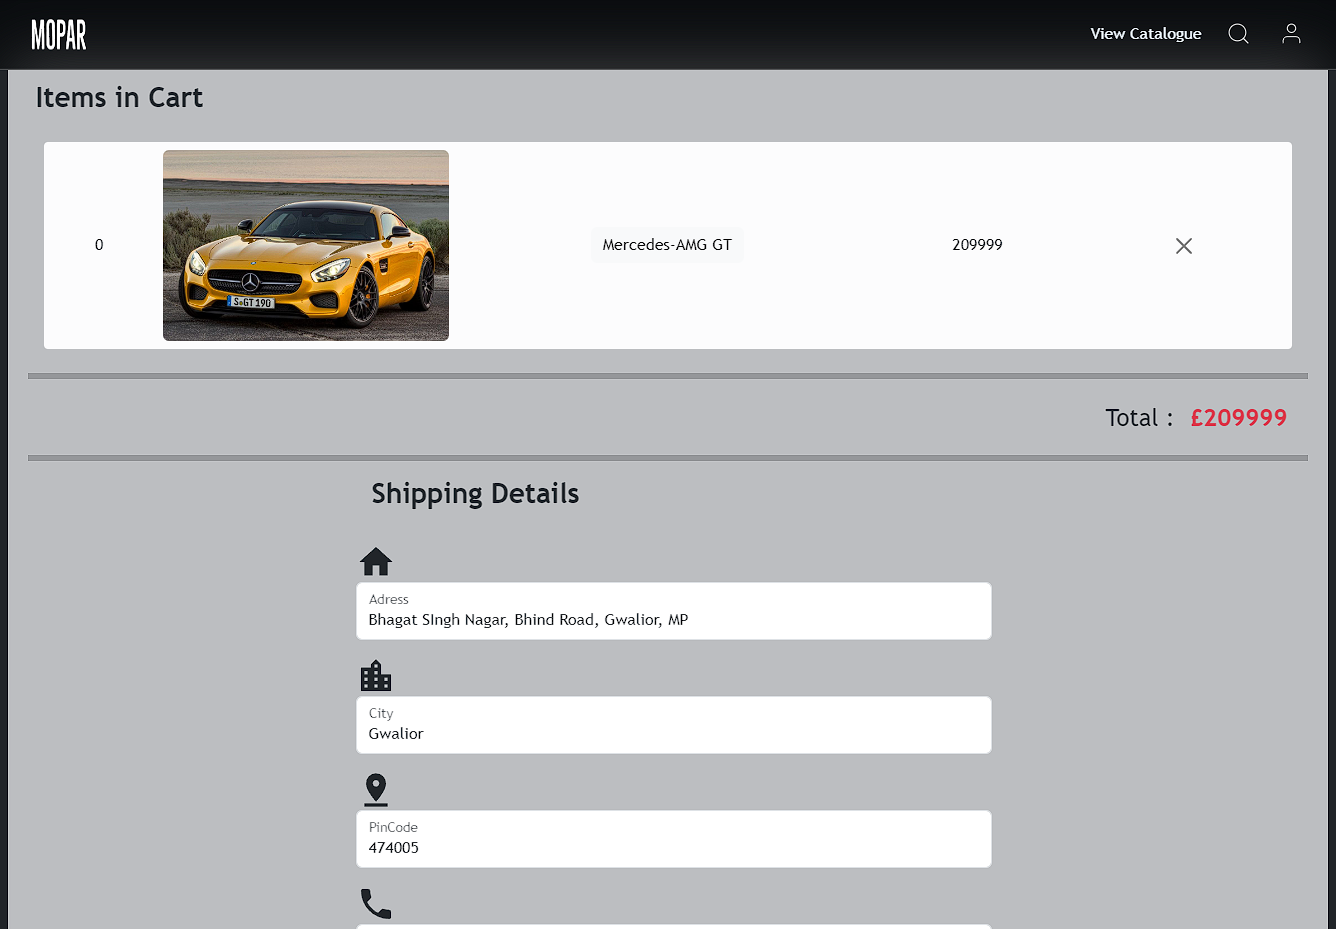 MOPAR
View Catalogue
Items in Cart
0
S GT 190
Mercedes-AMG GT
209999
Total : £209999
Shipping Details
Adress
Bhagat SIngh Nagar, Bhind Road, Gwalior, MP
City
Gwalior
PinCode
474005